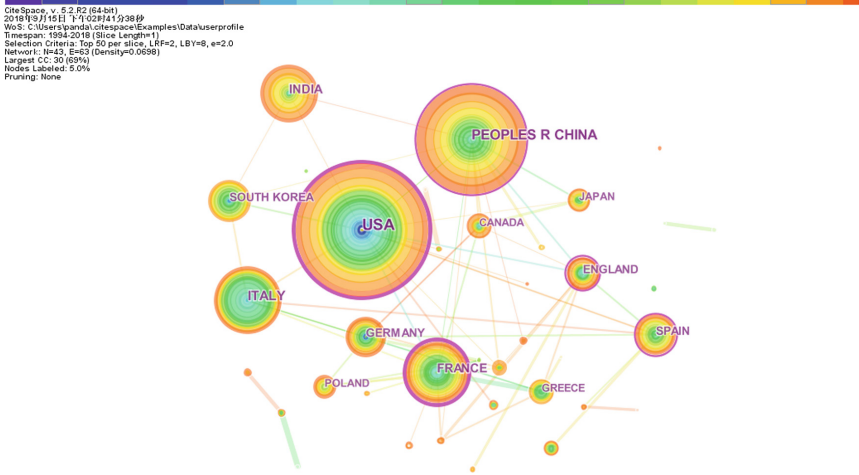 CiteSpace, v. 5.2.R2 (64-bit)
2018年9月15日 下午02时41分38秒
WoS: C:\Users\panda\.citespace\Examples\Data\userprofile
Timespan: 1994-2018 (Slice Length=1)
Selection Criteria: Top 50 per slice, LRF=2, LBY=8, e=2.0
Network: N=43, E=63 (Density=0.0698)
Largest CC: 30 (69%)
Nodes Labeled: 5.0%
Pruning: None
INDIA
PEOPLES R CHINA
SOUTH KOREA
JAPAN
USA
CANADA
ENGLAND
ITALY
GERMANY
SPAIN
FRANCE
POLAND
GREECE